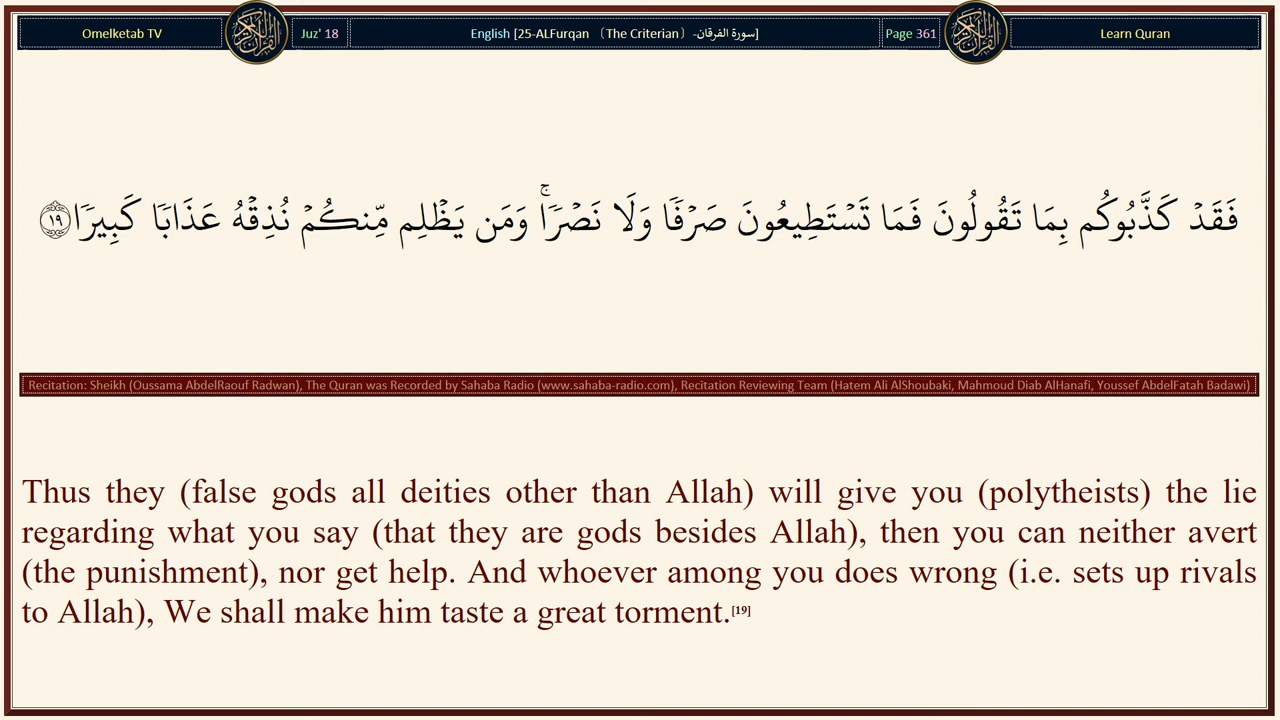 Omelketab TV
Juz' 18
English [25-ALFurqan （The Criterian）-سورة الفرقان]
Page 361
Learn Quran
فَقَدۡ كَذَّبُوكُم بِمَا تَقُولُونَ فَمَا تَسۡتَطِيعُونَ صَرۡفٗا وَلَا نَصۡرٗاۚ وَمَن يَظۡلِم مِّنكُمۡ نُذِقۡهُ عَذَابٗا كَبِيرٗا ١٩
Recitation: Sheikh (Oussama AbdelRaouf Radwan), The Quran was Recorded by Sahaba Radio (www.sahaba-radio.com), Recitation Reviewing Team (Hatem Ali AlShoubaki, Mahmoud Diab AlHanafi, Youssef AbdelFatah Badawi)
Thus they (false gods all deities other than Allah) will give you (polytheists) the lie
regarding what you say (that they are gods besides Allah), then you can neither avert
(the punishment), nor get help. And whoever among you does wrong (i.e. sets up rivals
to Allah), We shall make him taste a great torment.[19]